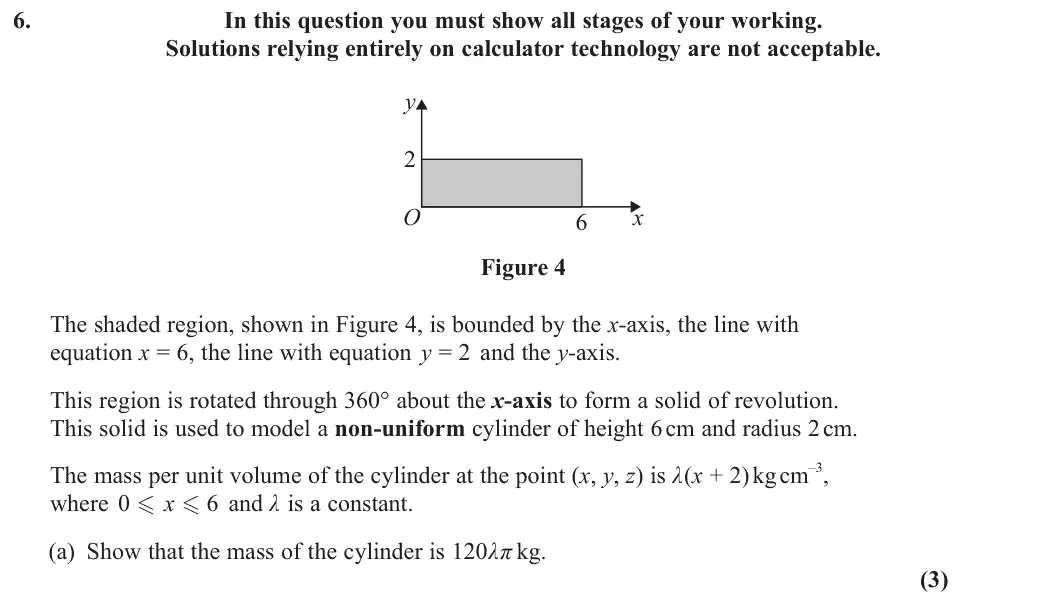 6. In this question you must show all stages of your working.
Solutions relying entirely on calculator technology are not acceptable.
y
2
O
6
x
Figure 4
The shaded region, shown in Figure 4, is bounded by the x-axis, the line with
equation x = 6, the line with equation y = 2 and the y-axis.
This region is rotated through 360° about the x-axis to form a solid of revolution.
This solid is used to model a non-uniform cylinder of height 6 cm and radius 2 cm.
The mass per unit volume of the cylinder at the point (x, y, z) is λ(x + 2) kg cm⁻³,
where 0 ⩽ x ⩽ 6 and λ is a constant.
(a) Show that the mass of the cylinder is 120λπ kg.
(3)